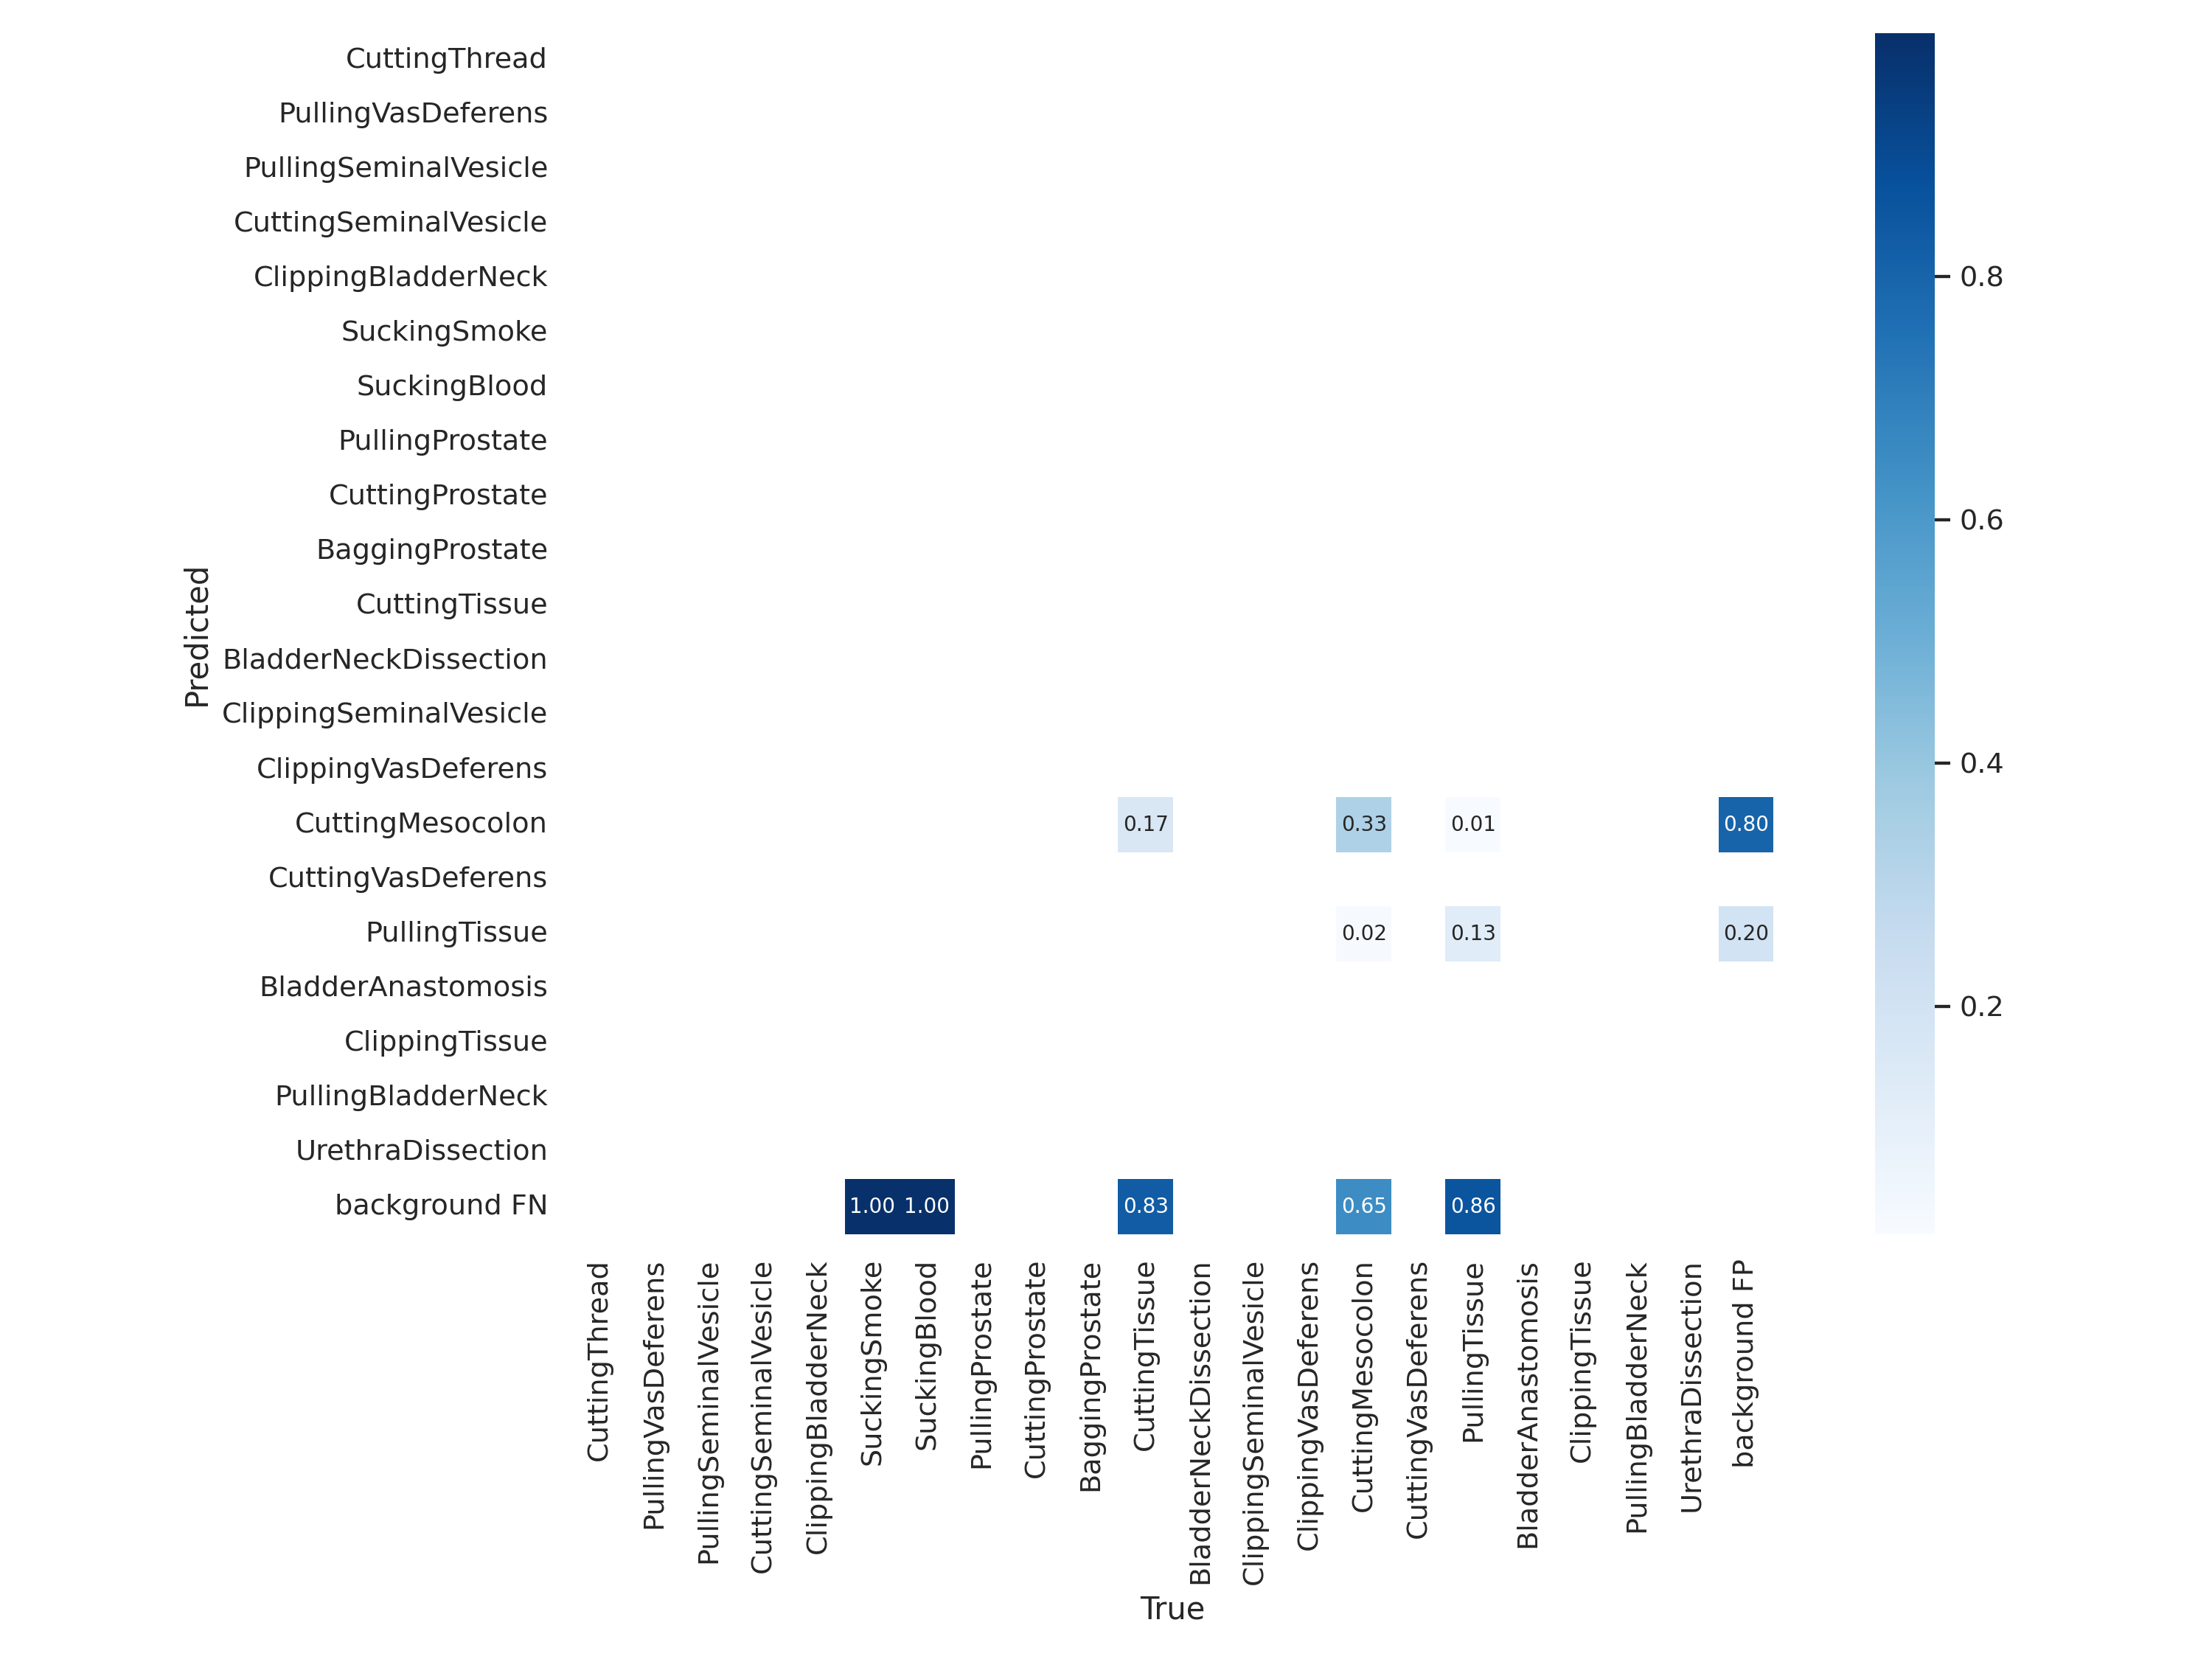 CuttingThread
PullingVasDeferens
PullingSeminalVesicle
CuttingSeminalVesicle
ClippingBladderNeck
SuckingSmoke
SuckingBlood
PullingProstate
CuttingProstate
BaggingProstate
CuttingTissue
BladderNeckDissection
ClippingSeminalVesicle
ClippingVasDeferens
CuttingMesocolon 0.17 0.33 0.01 0.80
CuttingVasDeferens
PullingTissue 0.02 0.13 0.20
BladderAnastomosis
ClippingTissue
PullingBladderNeck
UrethraDissection
background FN 1.00 1.00 0.83 0.65 0.86
Predicted
CuttingThread
PullingVasDeferens
PullingSeminalVesicle
CuttingSeminalVesicle
ClippingBladderNeck
SuckingSmoke
SuckingBlood
PullingProstate
CuttingProstate
BaggingProstate
CuttingTissue
BladderNeckDissection
ClippingSeminalVesicle
ClippingVasDeferens
CuttingMesocolon
CuttingVasDeferens
PullingTissue
BladderAnastomosis
ClippingTissue
PullingBladderNeck
UrethraDissection
background FP
True
0.8
0.6
0.4
0.2